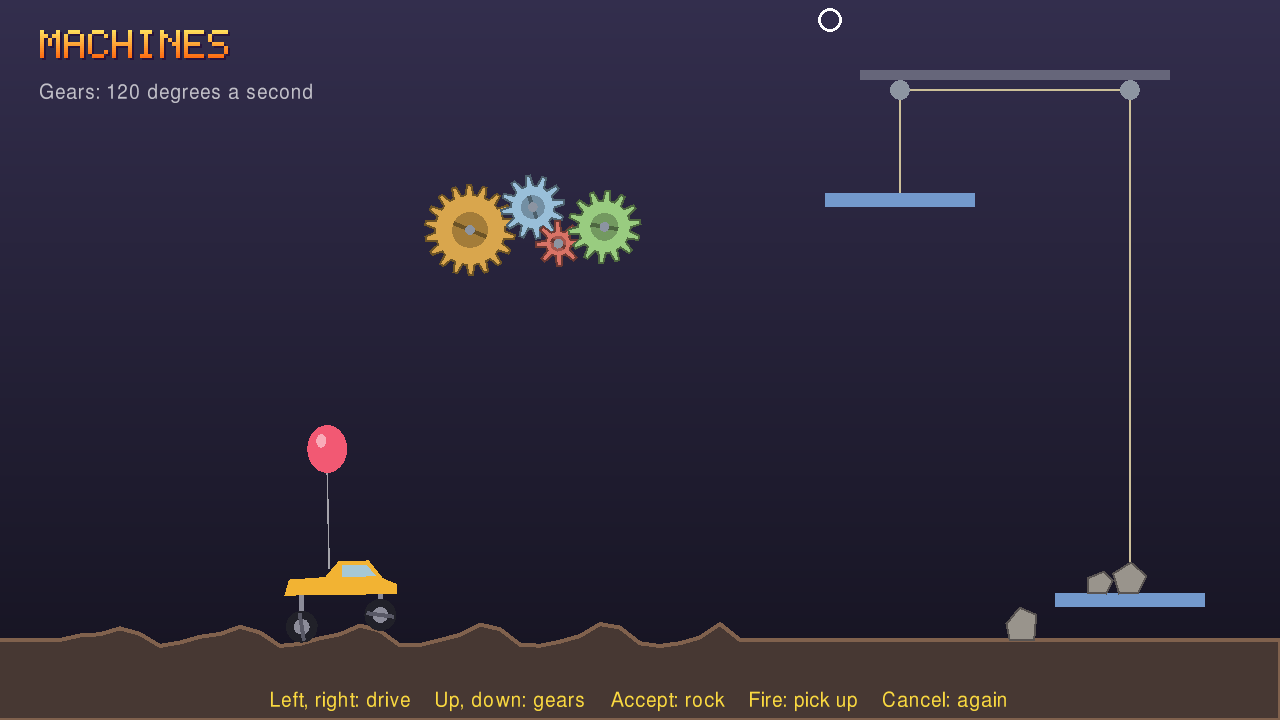 MACHINES
Gears: 120 degrees a second
Left, right: drive Up, down: gears Accept: rock Fire: pick up Cancel: again